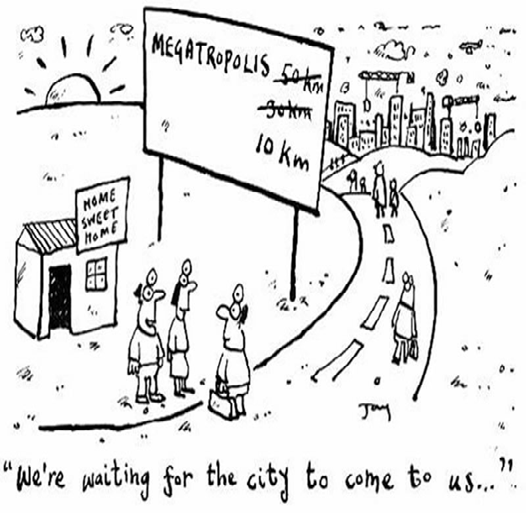 MEGATROPOLIS 50 km
30 km
10 km
HOME
SWEET
HOME
Jay
"We're waiting for the city to come to us..."